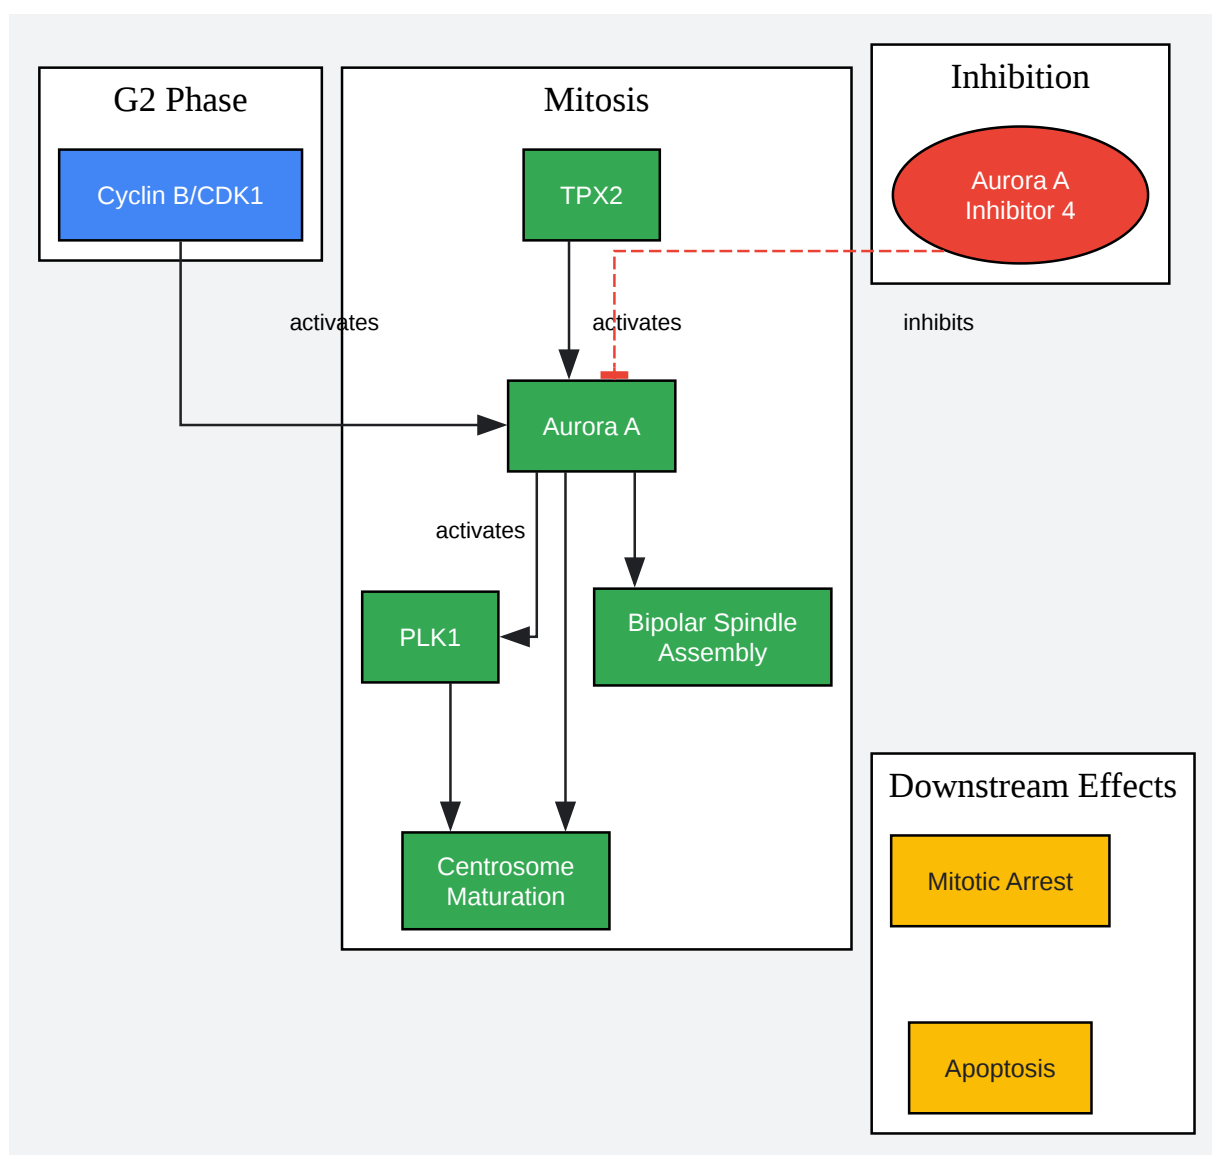 G2 Phase
Cyclin B/CDK1
Mitosis
TPX2
Inhibition
Aurora A
Inhibitor 4
activates
activates
inhibits
Aurora A
activates
PLK1
Bipolar Spindle
Assembly
Centrosome
Maturation
Downstream Effects
Mitotic Arrest
Apoptosis